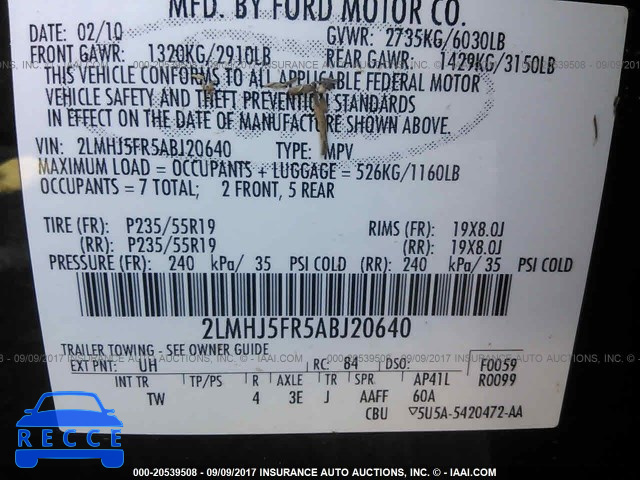 MFD. BY FORD MOTOR CO.
DATE: 02/10 GVWR: 2735KG/6030LB
FRONT GAWR: 1320KG/2910LB REAR GAWR: 1429KG/3150LB
THIS VEHICLE CONFORMS TO ALL APPLICABLE FEDERAL MOTOR
VEHICLE SAFETY AND THEFT PREVENTION STANDARDS
IN EFFECT ON THE DATE OF MANUFACTURE SHOWN ABOVE.
VIN: 2LMHJ5FR5ABJ20640 TYPE: MPV
MAXIMUM LOAD = OCCUPANTS + LUGGAGE = 526KG/1160LB
OCCUPANTS = 7 TOTAL; 2 FRONT, 5 REAR
TIRE (FR): P235/55R19 RIMS (FR): 19X8.0J
(RR): P235/55R19 (RR): 19X8.0J
PRESSURE (FR): 240 kPa/ 35 PSI COLD (RR): 240 kPa/ 35 PSI COLD
2LMHJ5FR5ABJ20640
TRAILER TOWING - SEE OWNER GUIDE
EXT PNT: UH RC: 84 DSO: F0059
INT TR TP/PS R AXLE TR SPR AP41L R0099
TW 4 3E J AAFF 60A
CBU ▽5U5A-5420472-AA
RECCE
000-20539508 - 09/09/2017 INSURANCE AUTO AUCTIONS, INC. - © - IAAI.COM